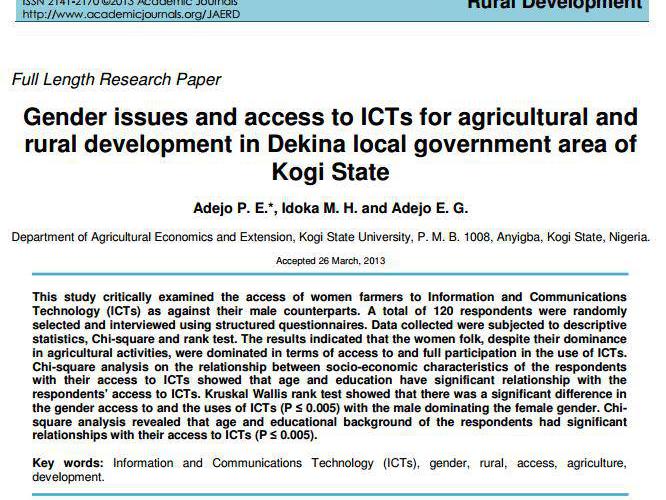 ISSN 2141-2170 ©2013 Academic Journals
http://www.academicjournals.org/JAERD
Rural Development
Full Length Research Paper
Gender issues and access to ICTs for agricultural and
rural development in Dekina local government area of
Kogi State
Adejo P. E.*, Idoka M. H. and Adejo E. G.
Department of Agricultural Economics and Extension, Kogi State University, P. M. B. 1008, Anyigba, Kogi State, Nigeria.
Accepted 26 March, 2013
This study critically examined the access of women farmers to Information and Communications
Technology (ICTs) as against their male counterparts. A total of 120 respondents were randomly
selected and interviewed using structured questionnaires. Data collected were subjected to descriptive
statistics, Chi-square and rank test. The results indicated that the women folk, despite their dominance
in agricultural activities, were dominated in terms of access to and full participation in the use of ICTs.
Chi-square analysis on the relationship between socio-economic characteristics of the respondents
with their access to ICTs showed that age and education have significant relationship with the
respondents' access to ICTs. Kruskal Wallis rank test showed that there was a significant difference in
the gender access to and the uses of ICTs (P ≤ 0.005) with the male dominating the female gender. Chi-
square analysis revealed that age and educational background of the respondents had significant
relationships with their access to ICTs (P ≤ 0.005).
Key words: Information and Communications Technology (ICTs), gender, rural, access, agriculture,
development.